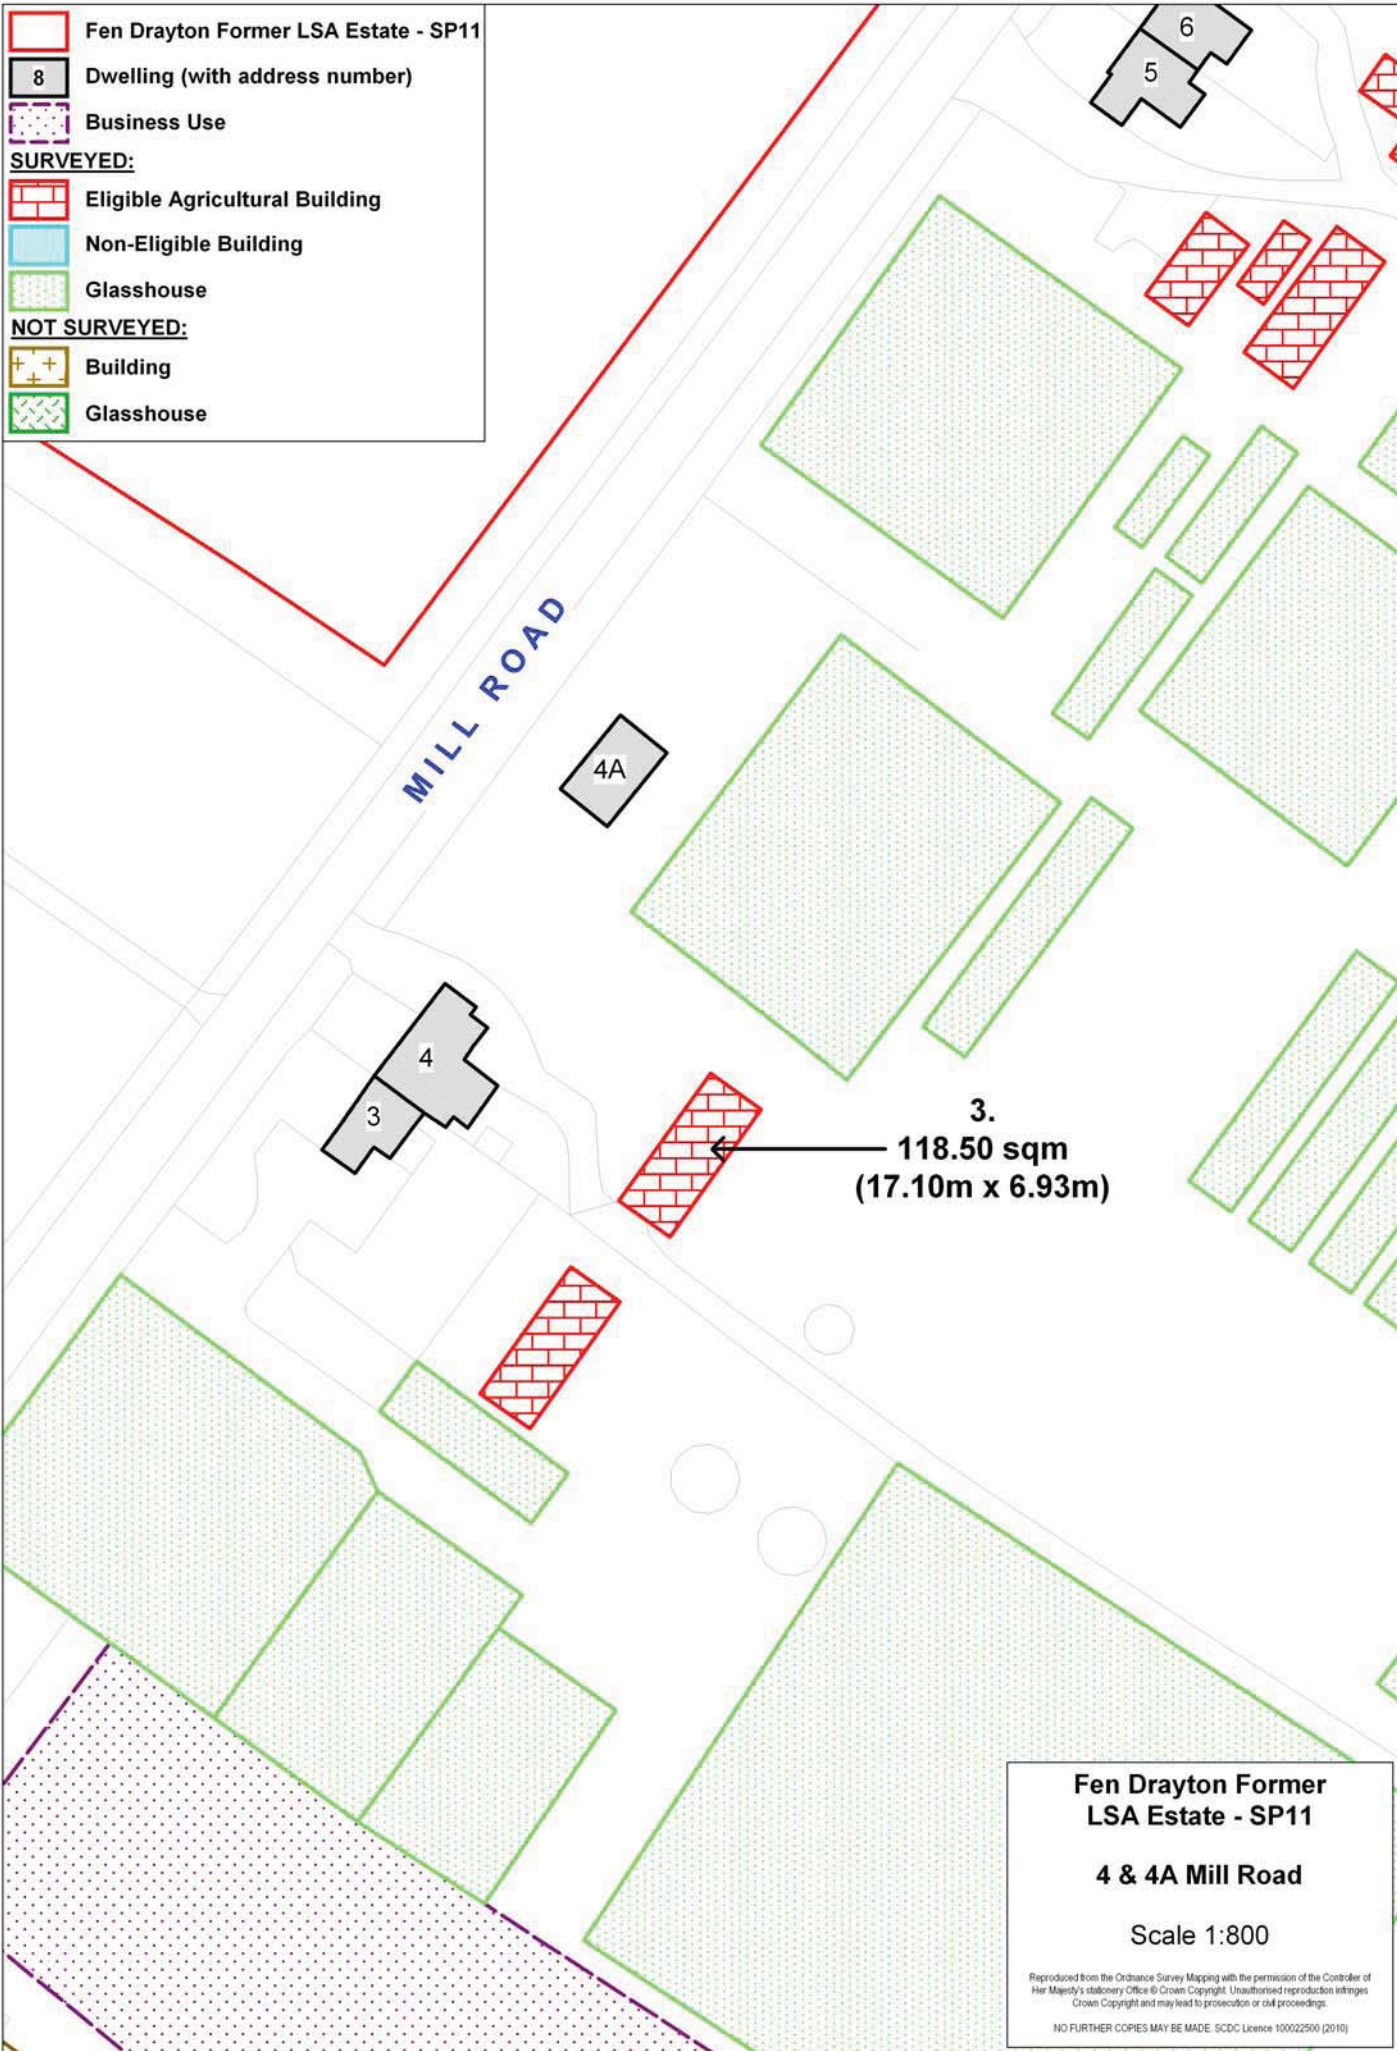 Fen Drayton Former LSA Estate - SP11
8 Dwelling (with address number)
Business Use
SURVEYED:
Eligible Agricultural Building
Non-Eligible Building
Glasshouse
NOT SURVEYED:
Building
Glasshouse
6
5
MILL ROAD
4A
4
3
3.
118.50 sqm
(17.10m x 6.93m)
Fen Drayton Former
LSA Estate - SP11
4 & 4A Mill Road
Scale 1:800
Reproduced from the Ordnance Survey Mapping with the permission of the Controller of
Her Majesty's stationery Office © Crown Copyright. Unauthorised reproduction infringes
Crown Copyright and may lead to prosecution or civil proceedings.
NO FURTHER COPIES MAY BE MADE. SCDC Licence 100022500 (2010)